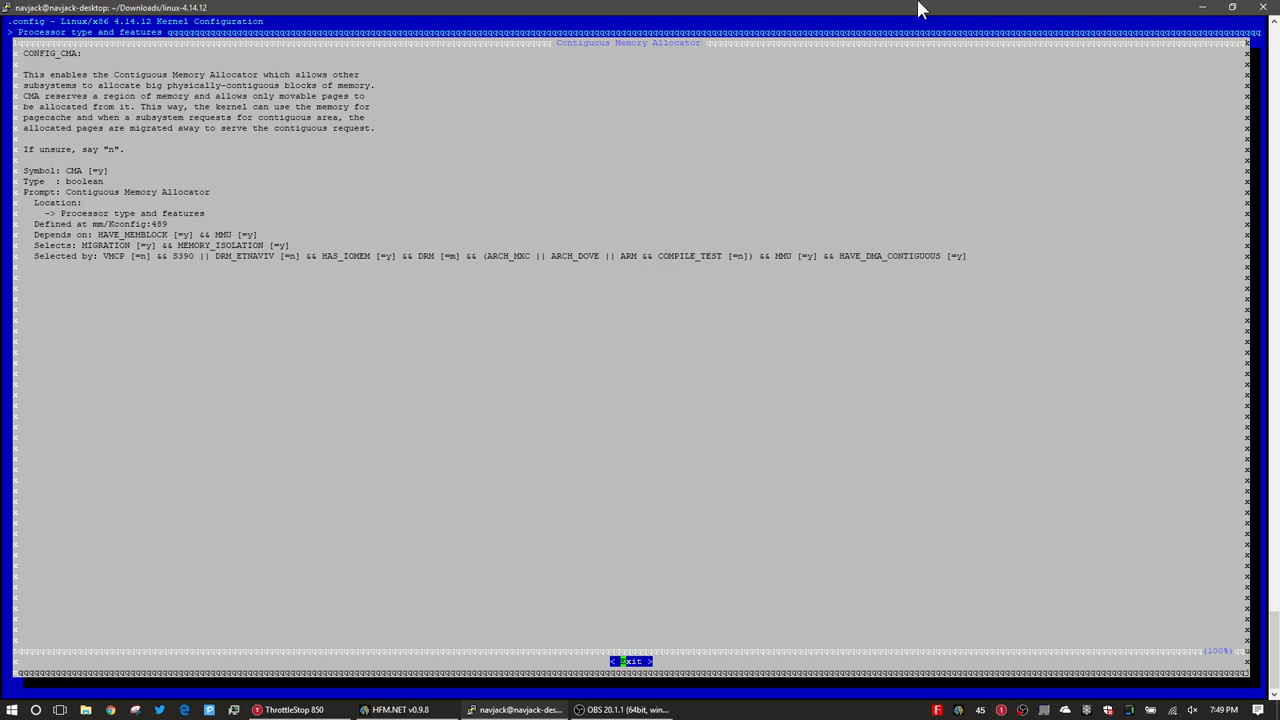 navjack@navjack-desktop: ~/Downloads/linux-4.14.12
.config - Linux/x86 4.14.12 Kernel Configuration
> Processor type and features
Contiguous Memory Allocator
CONFIG_CMA:
This enables the Contiguous Memory Allocator which allows other
subsystems to allocate big physically-contiguous blocks of memory.
CMA reserves a region of memory and allows only movable pages to
be allocated from it. This way, the kernel can use the memory for
pagecache and when a subsystem requests for contiguous area, the
allocated pages are migrated away to serve the contiguous request.
If unsure, say "n".
Symbol: CMA [=y]
Type  : boolean
Prompt: Contiguous Memory Allocator
Location:
-> Processor type and features
Defined at mm/Kconfig:489
Depends on: HAVE_MEMBLOCK [=y] && MMU [=y]
Selects: MIGRATION [=y] && MEMORY_ISOLATION [=y]
Selected by: VMCP [=n] && S390 || DRM_ETNAVIV [=n] && HAS_IOMEM [=y] && DRM [=m] && (ARCH_MXC || ARCH_DOVE || ARM && COMPILE_TEST [=n]) && MMU [=y] && HAVE_DMA_CONTIGUOUS [=y]
(100%)
< Exit >
ThrottleStop 850
HFM.NET v0.9.8
navjack@navjack-des...
OBS 20.1.1 (64bit, win...
45
7:49 PM